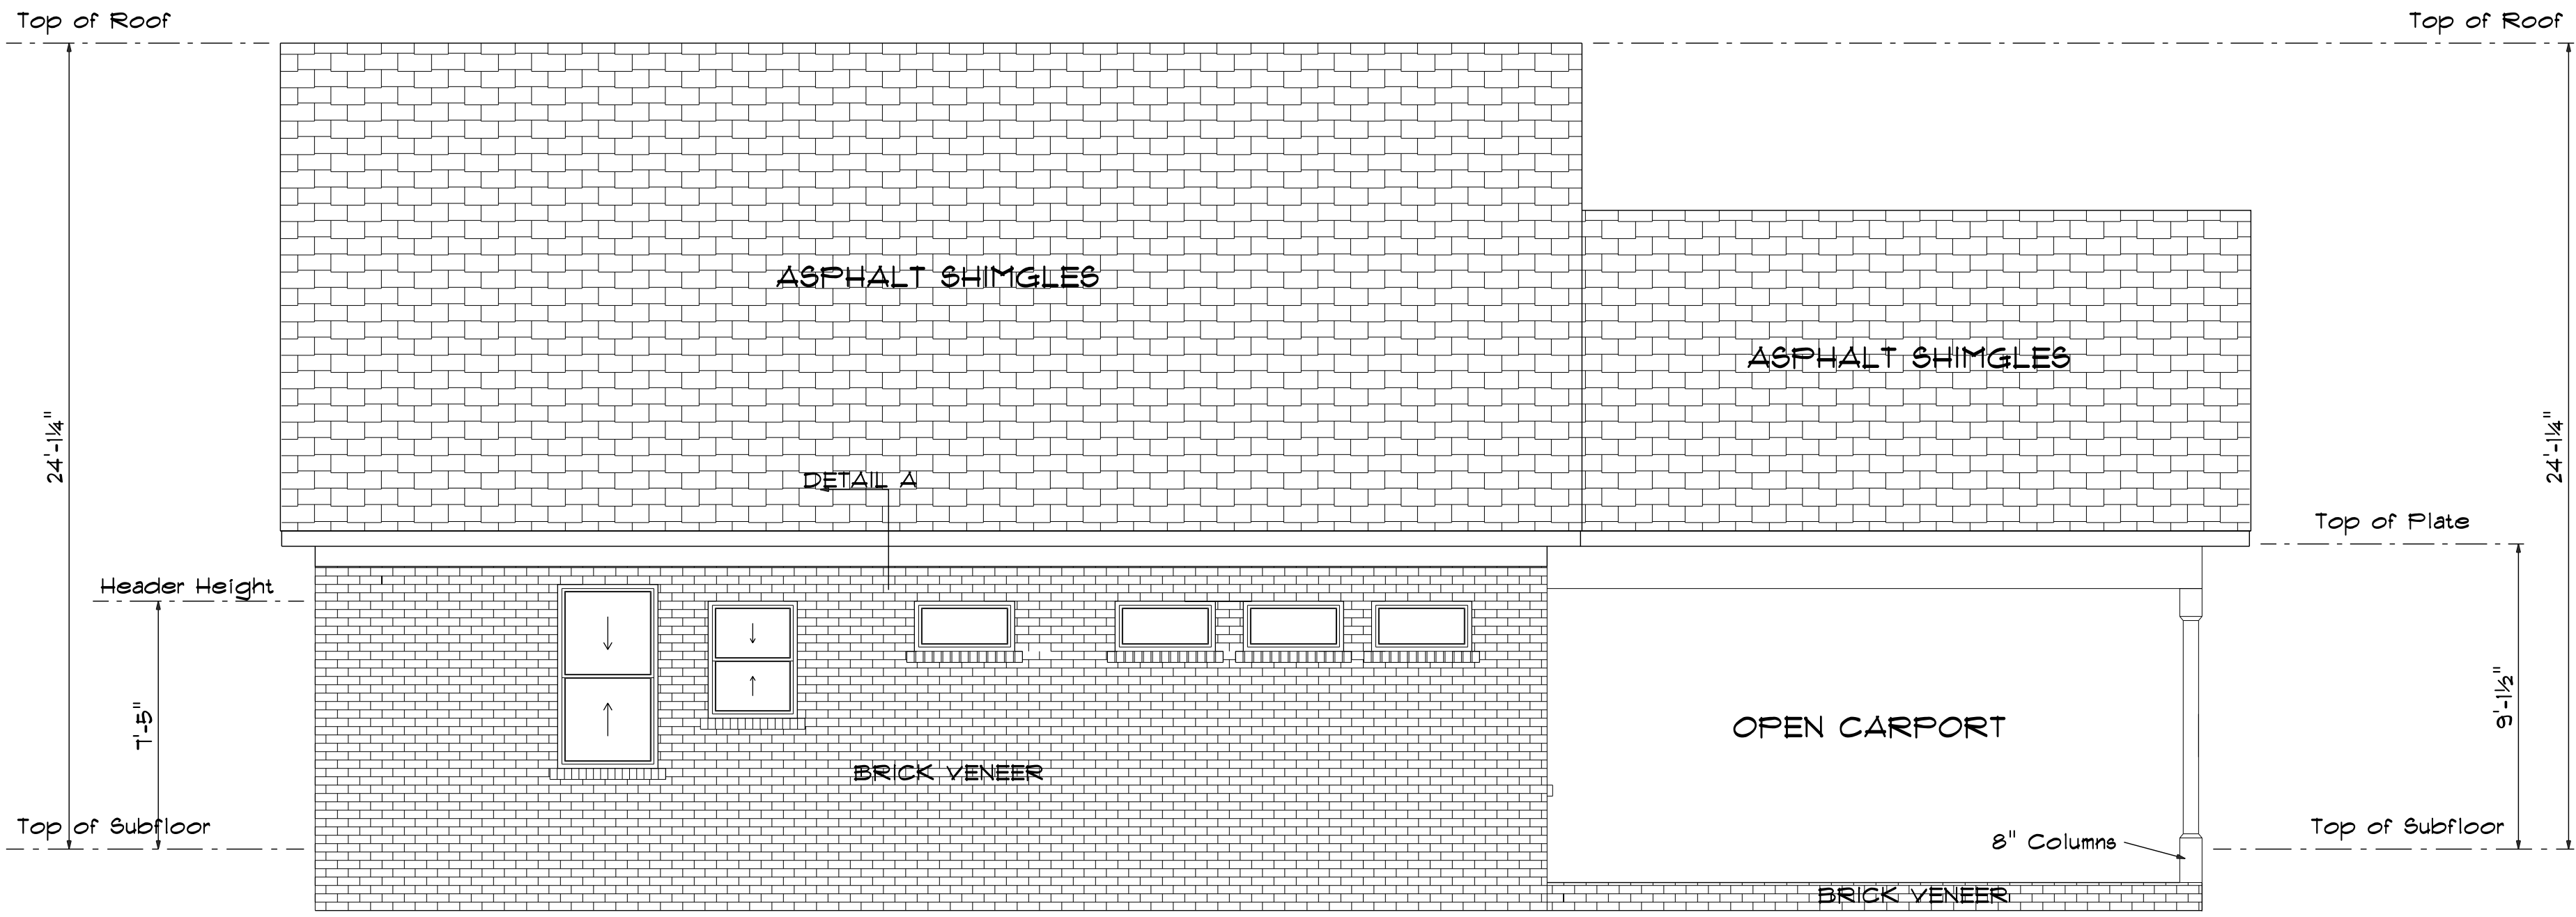 Top of Roof
Top of Roof
ASPHALT SHIMGLES
ASPHALT SHIMGLES
24'-1¼"
24'-1¼"
DETAIL A
Top of Plate
Header Height
7'-5"
9'-1½"
OPEN CARPORT
BRICK VENEER
Top of Subfloor
Top of Subfloor
8" Columns
BRICK VENEER